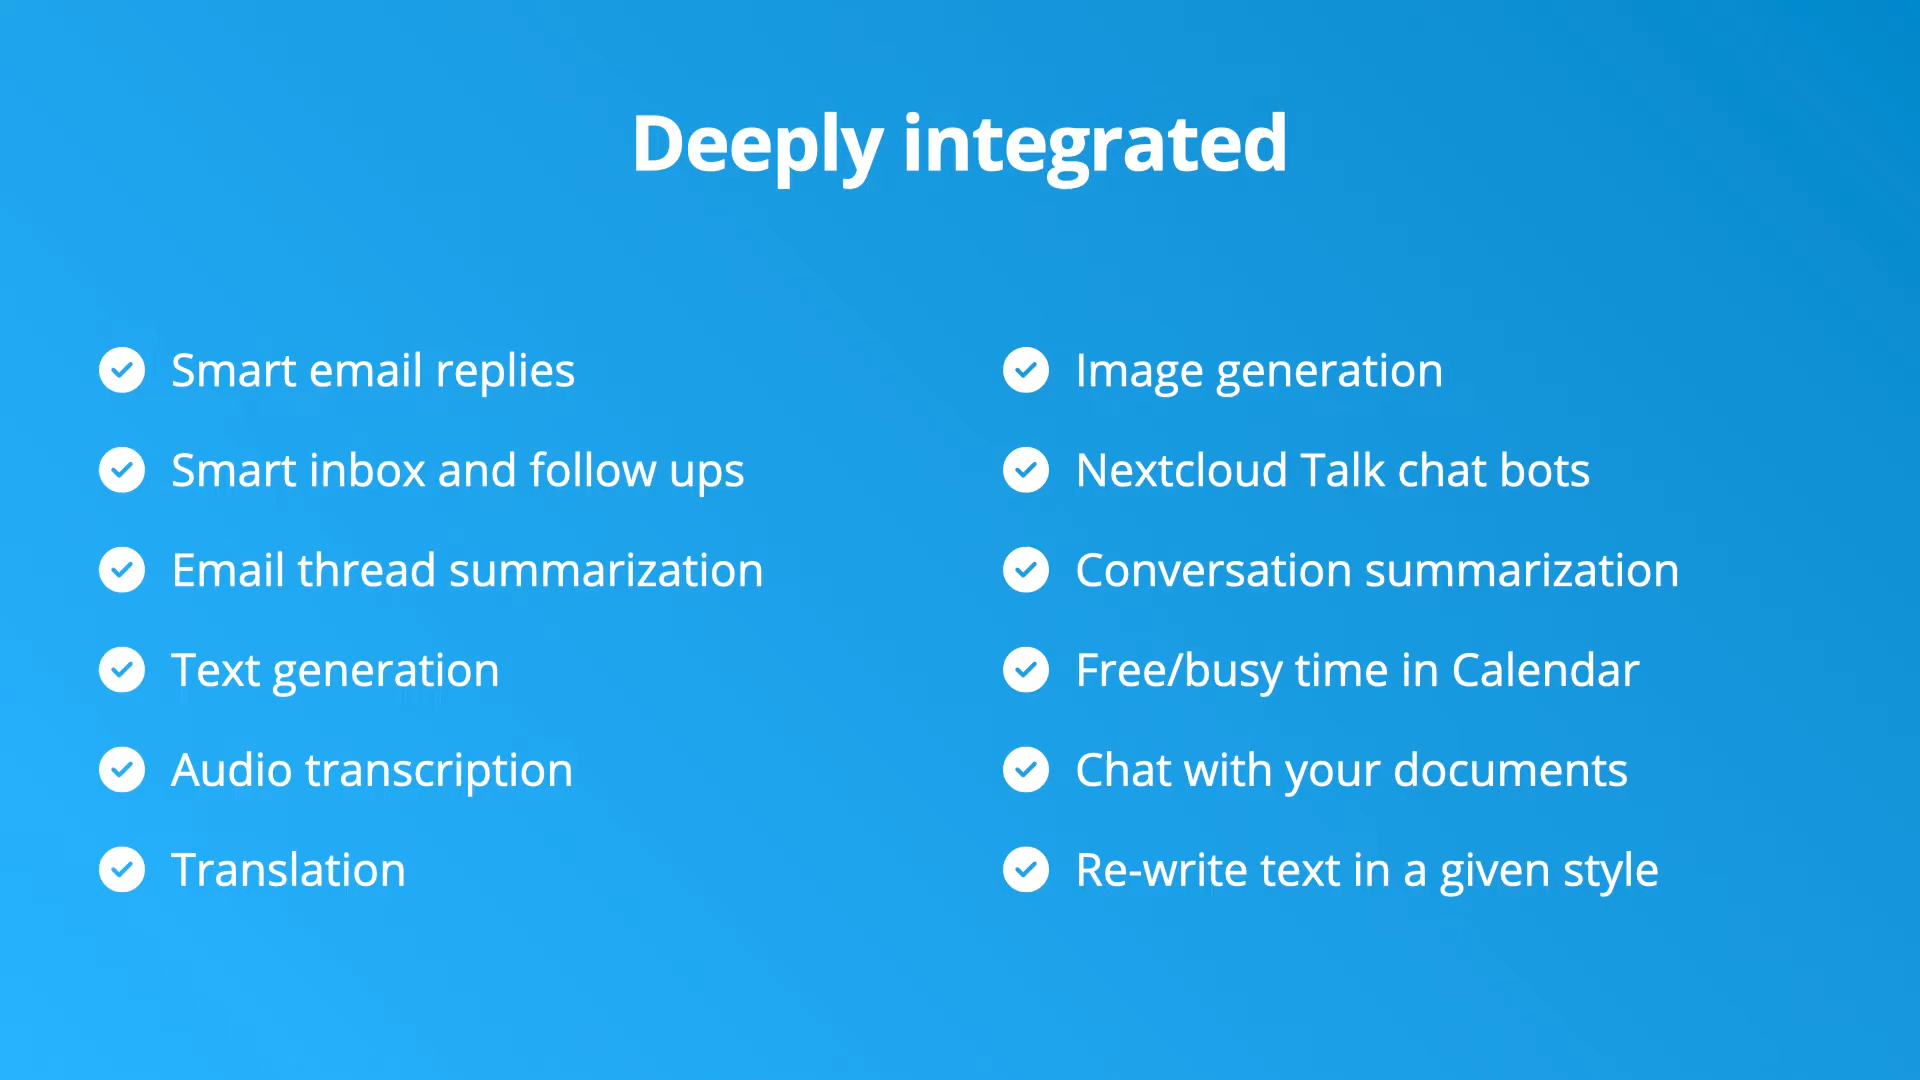 Deeply integrated
Smart email replies
Smart inbox and follow ups
Email thread summarization
Text generation
Audio transcription
Translation
Image generation
Nextcloud Talk chat bots
Conversation summarization
Free/busy time in Calendar
Chat with your documents
Re-write text in a given style